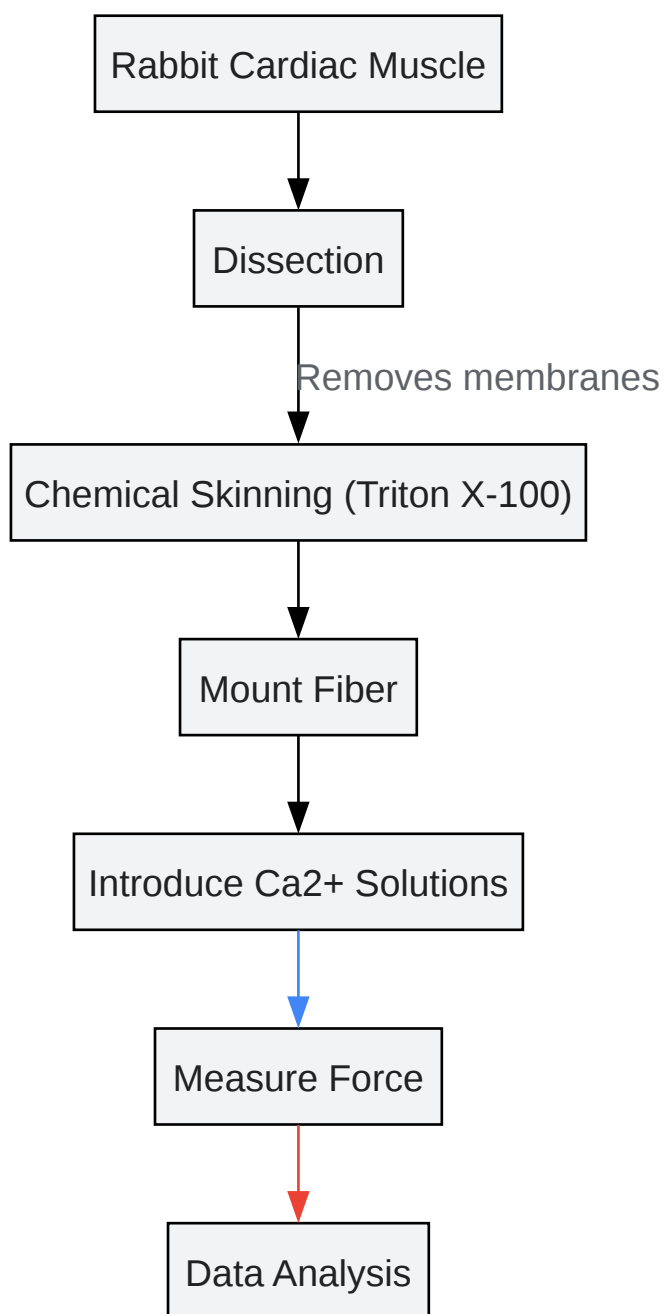 Rabbit Cardiac Muscle
Dissection
Removes membranes
Chemical Skinning (Triton X-100)
Mount Fiber
Introduce Ca2+ Solutions
Measure Force
Data Analysis